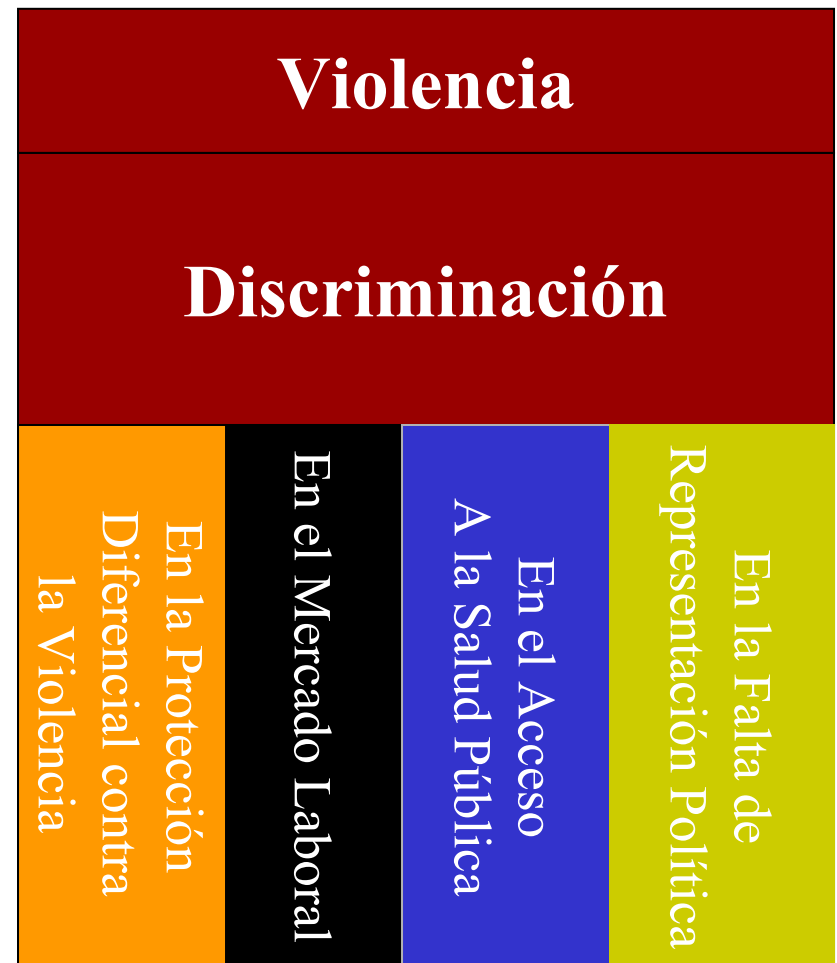 Violencia
Discriminación
En la Protección
Diferencial contra
la Violencia
En el Mercado Laboral
En el Acceso
A la Salud Pública
En la Falta de
Representación Política